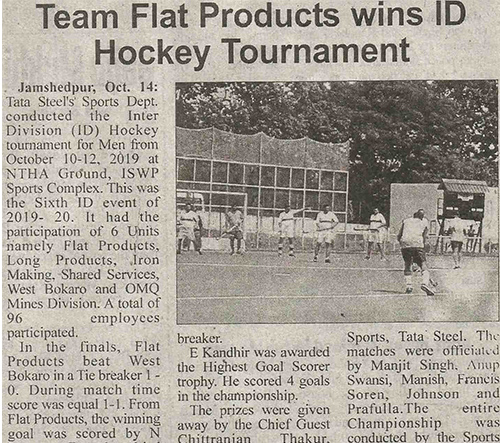 Team Flat Products wins ID
Hockey Tournament
Jamshedpur, Oct. 14:
Tata Steel's' Sports Dept.
conducted the Inter
Division (ID) Hockey
tournament for Men from
October 10-12, 2019 at
NTHA Ground, ISWP
Sports Complex. This was
the Sixth ID event of
2019- 20. It had the
participation of 6 Units
namely Flat Products,
Long Products, Iron
Making, Shared Services,
West Bokaro and OMQ
Mines Division. A total of
96 employees
participated.
In the finals, Flat
Products beat West
Bokaro in a Tie breaker 1 -
0. During match time
score was equal 1-1. From
Flat Products, the winning
goal was scored by N
breaker.
E Kandhir was awarded
the Highest Goal Scorer
trophy. He scored 4 goals
in the championship.
The prizes were given
away by the Chief Guest
Chittranjan Thakur,
Sports, Tata Steel. The
matches were officiated
by Manjit Singh, Anup
Swansi, Manish, Francis
Soren, Johnson and
Prafulla.The entire
Championship was
conducted by the Sports